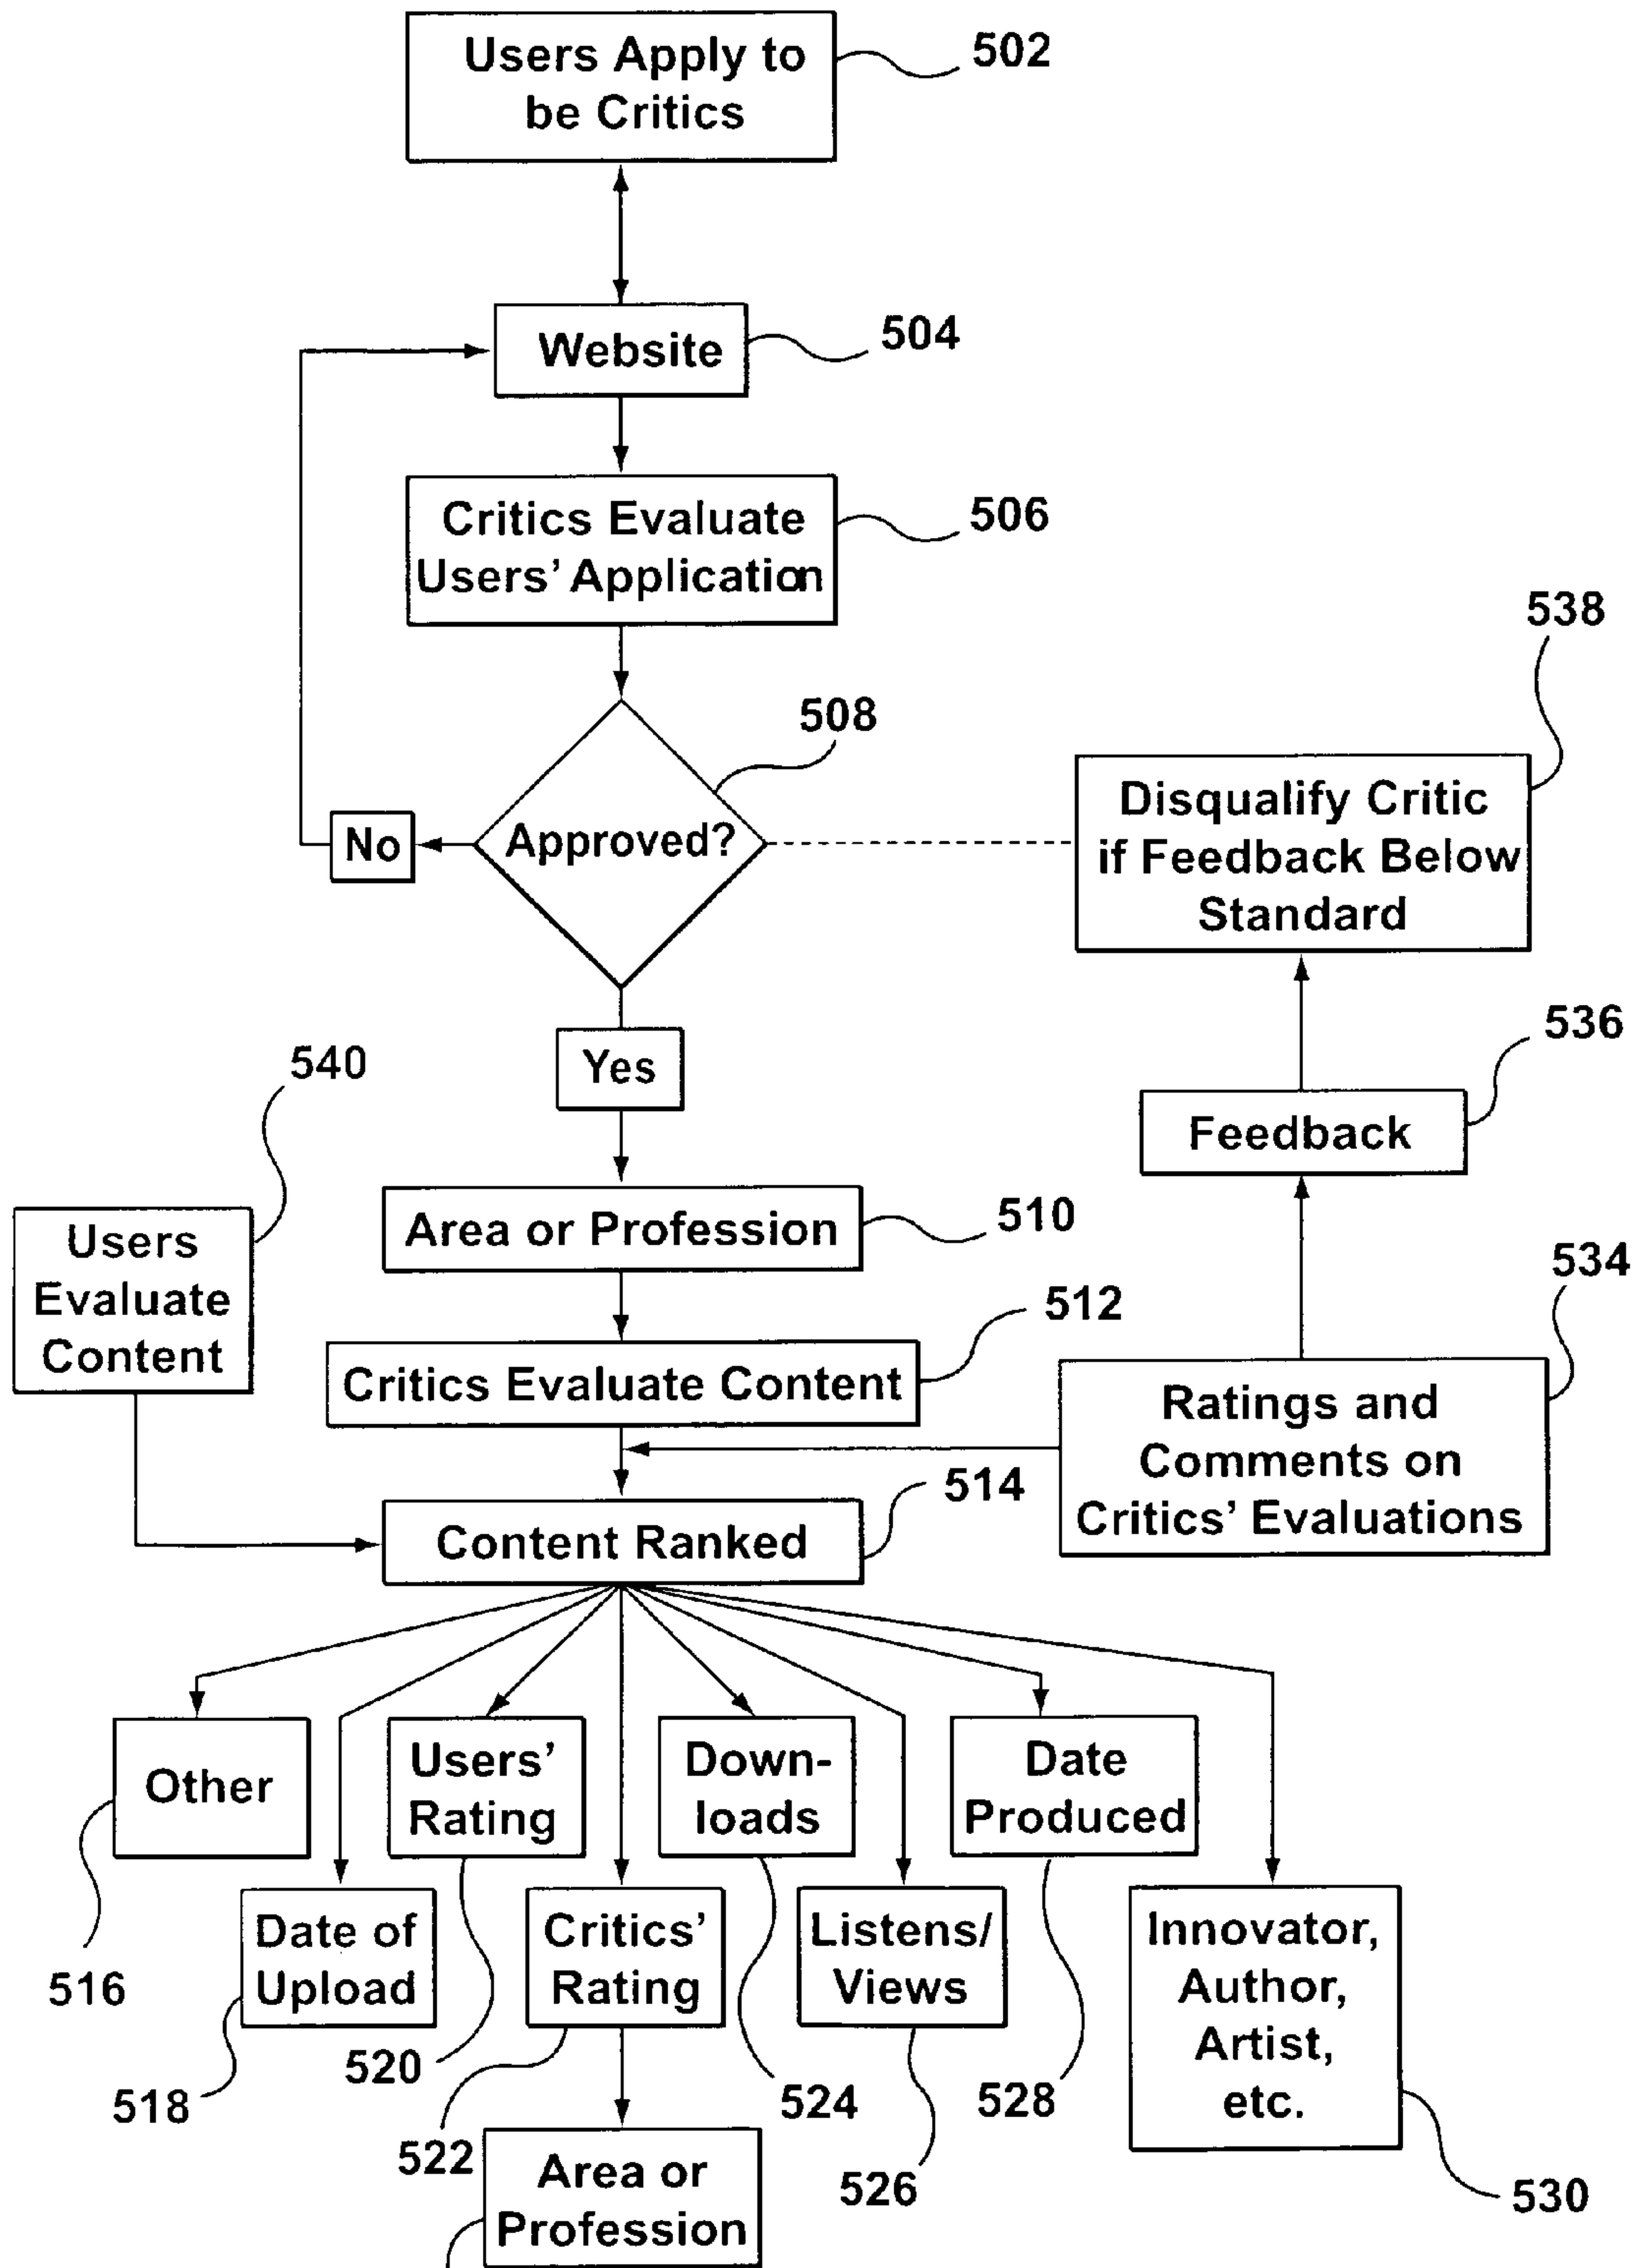 Users Apply to
be Critics
502
Website
504
Critics Evaluate
Users' Application
506
538
508
Approved?
No
Disqualify Critic
if Feedback Below
Standard
Yes
536
540
Feedback
Area or Profession
510
Users
Evaluate
Content
534
512
Critics Evaluate Content
Ratings and
Comments on
Critics' Evaluations
514
Content Ranked
Other
Users'
Rating
Down-
loads
Date
Produced
516
Date of
Upload
Critics'
Rating
Listens/
Views
Innovator,
Author,
Artist,
etc.
518
520
522
524
526
528
530
Area or
Profession